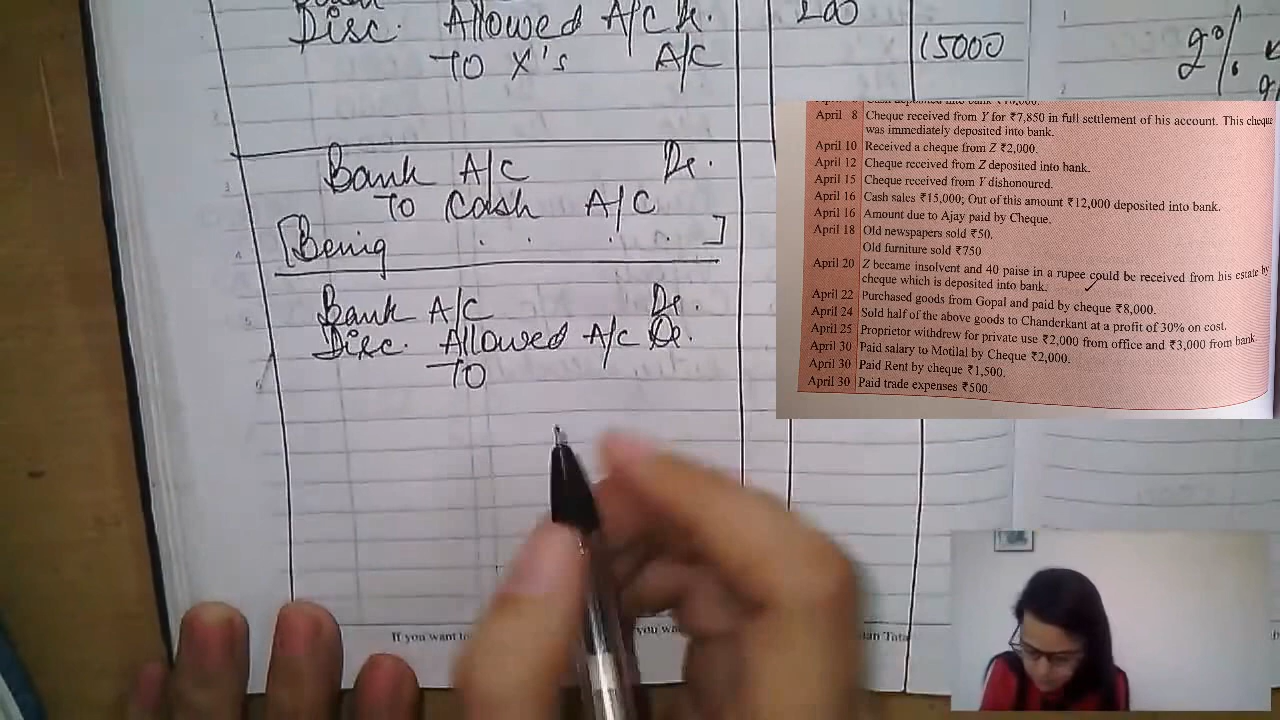 Disc. Allowed A/C Dr. 200
To X's A/C 15000
2%
Bank A/C Dr.
To Cash A/C
[Benig . . . . ]
Bank A/C Dr.
Disc. Allowed A/C Dr.
To
April 8 Cheque received from Y for ₹7,850 in full settlement of his account. This cheque
was immediately deposited into bank.
April 10 Received a cheque from Z ₹2,000.
April 12 Cheque received from Z deposited into bank.
April 15 Cheque received from Y dishonoured.
April 16 Cash sales ₹15,000; Out of this amount ₹12,000 deposited into bank.
April 16 Amount due to Ajay paid by Cheque.
April 18 Old newspapers sold ₹50.
Old furniture sold ₹750
April 20 Z became insolvent and 40 paise in a rupee could be received from his estate by
cheque which is deposited into bank.
April 22 Purchased goods from Gopal and paid by cheque ₹8,000.
April 24 Sold half of the above goods to Chanderkant at a profit of 30% on cost.
April 25 Proprietor withdrew for private use ₹2,000 from office and ₹3,000 from bank.
April 30 Paid salary to Motilal by Cheque ₹2,000.
April 30 Paid Rent by cheque ₹1,500.
April 30 Paid trade expenses ₹500.
If you want you Tata